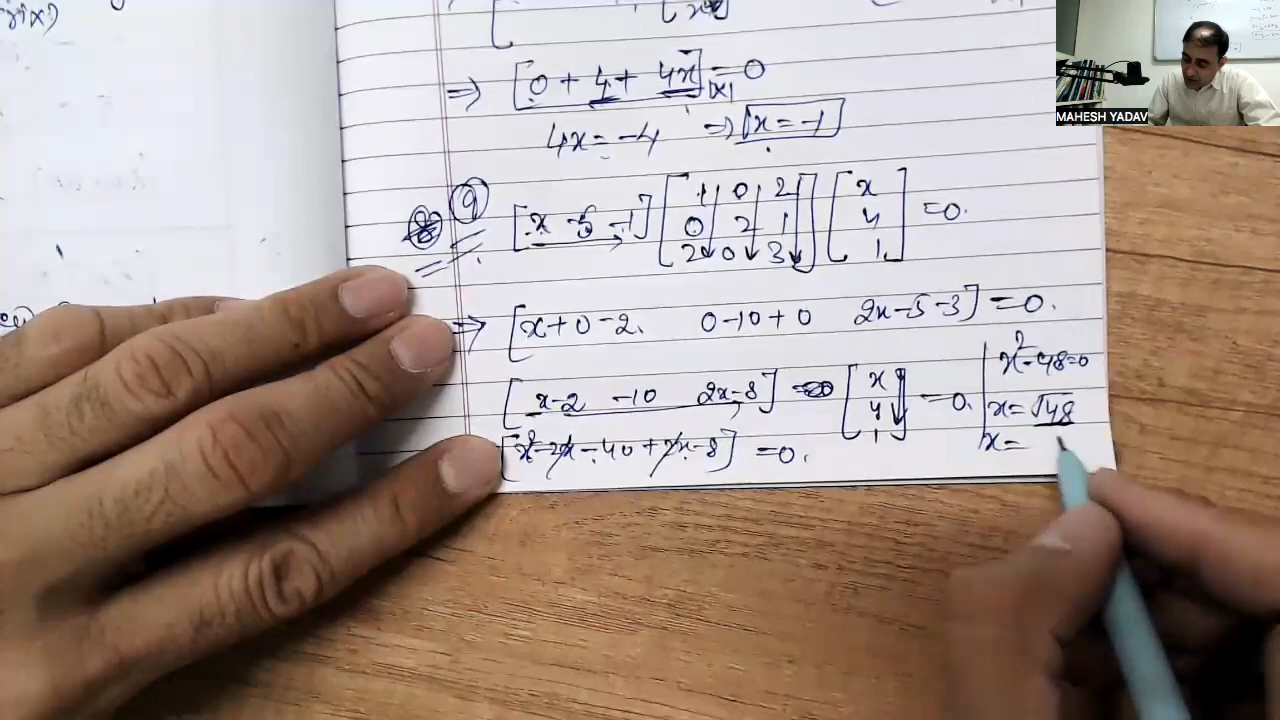 ⇒ [0 + 4 + 4x] = 0
1×1
4x = -4 ⇒ x = -1
MAHESH YADAV
9 [x -5 -1] [1 0 2 [x
0 2 1 4 = 0.
2 0 3] 1]
⇒ [x+0-2. 0-10+0 2x-5-3] = 0.
[x-2 -10 2x-8] [x 4 1] = 0.
[x²-2x-40+2x-8] = 0.
x²-48=0
x = √48
x =